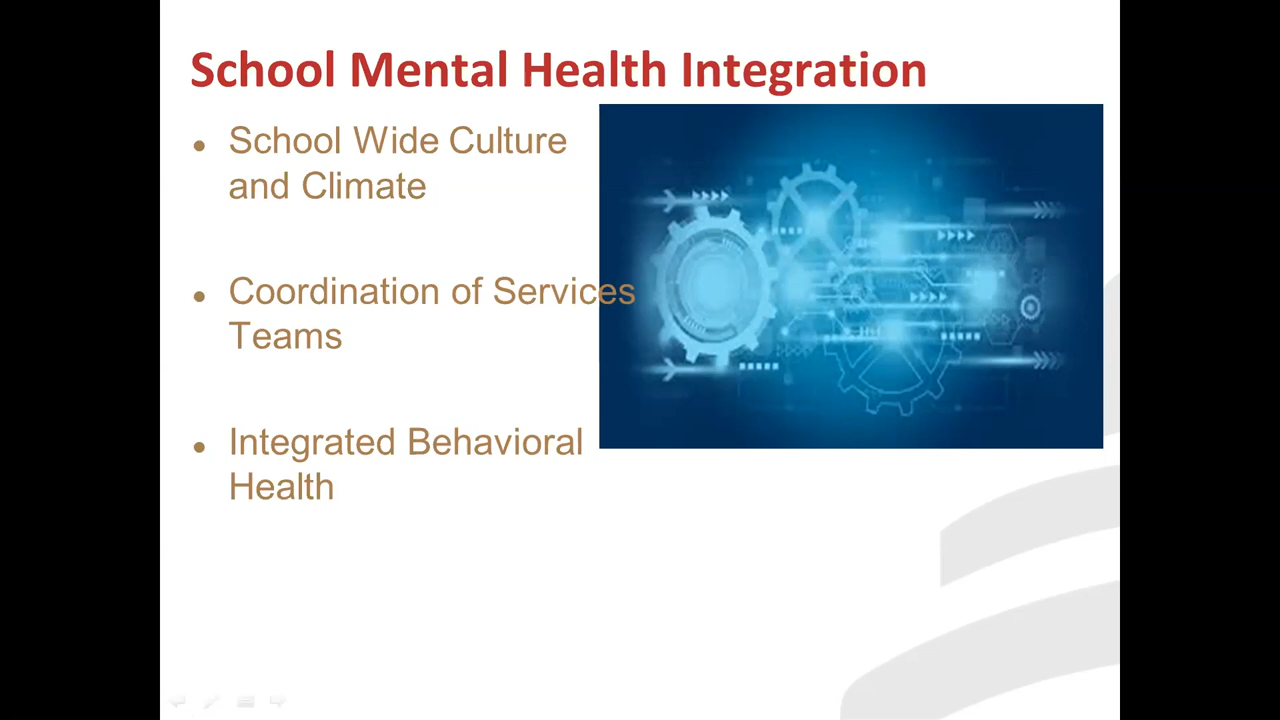 School Mental Health Integration
• School Wide Culture
and Climate
• Coordination of Services
Teams
• Integrated Behavioral
Health